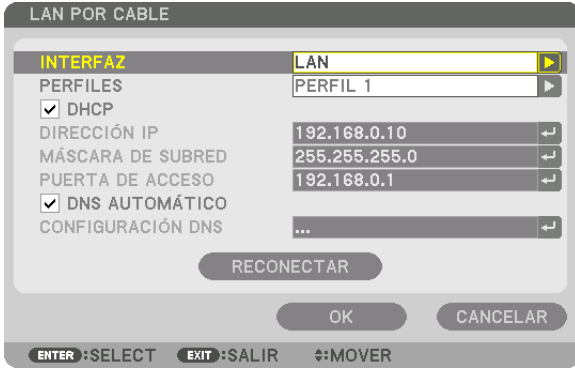 LAN POR CABLE
INTERFAZ LAN
PERFILES PERFIL 1
DHCP
DIRECCIÓN IP 192.168.0.10
MÁSCARA DE SUBRED 255.255.255.0
PUERTA DE ACCESO 192.168.0.1
DNS AUTOMÁTICO
CONFIGURACIÓN DNS ...
RECONECTAR
OK CANCELAR
ENTER :SELECT EXIT :SALIR :MOVER